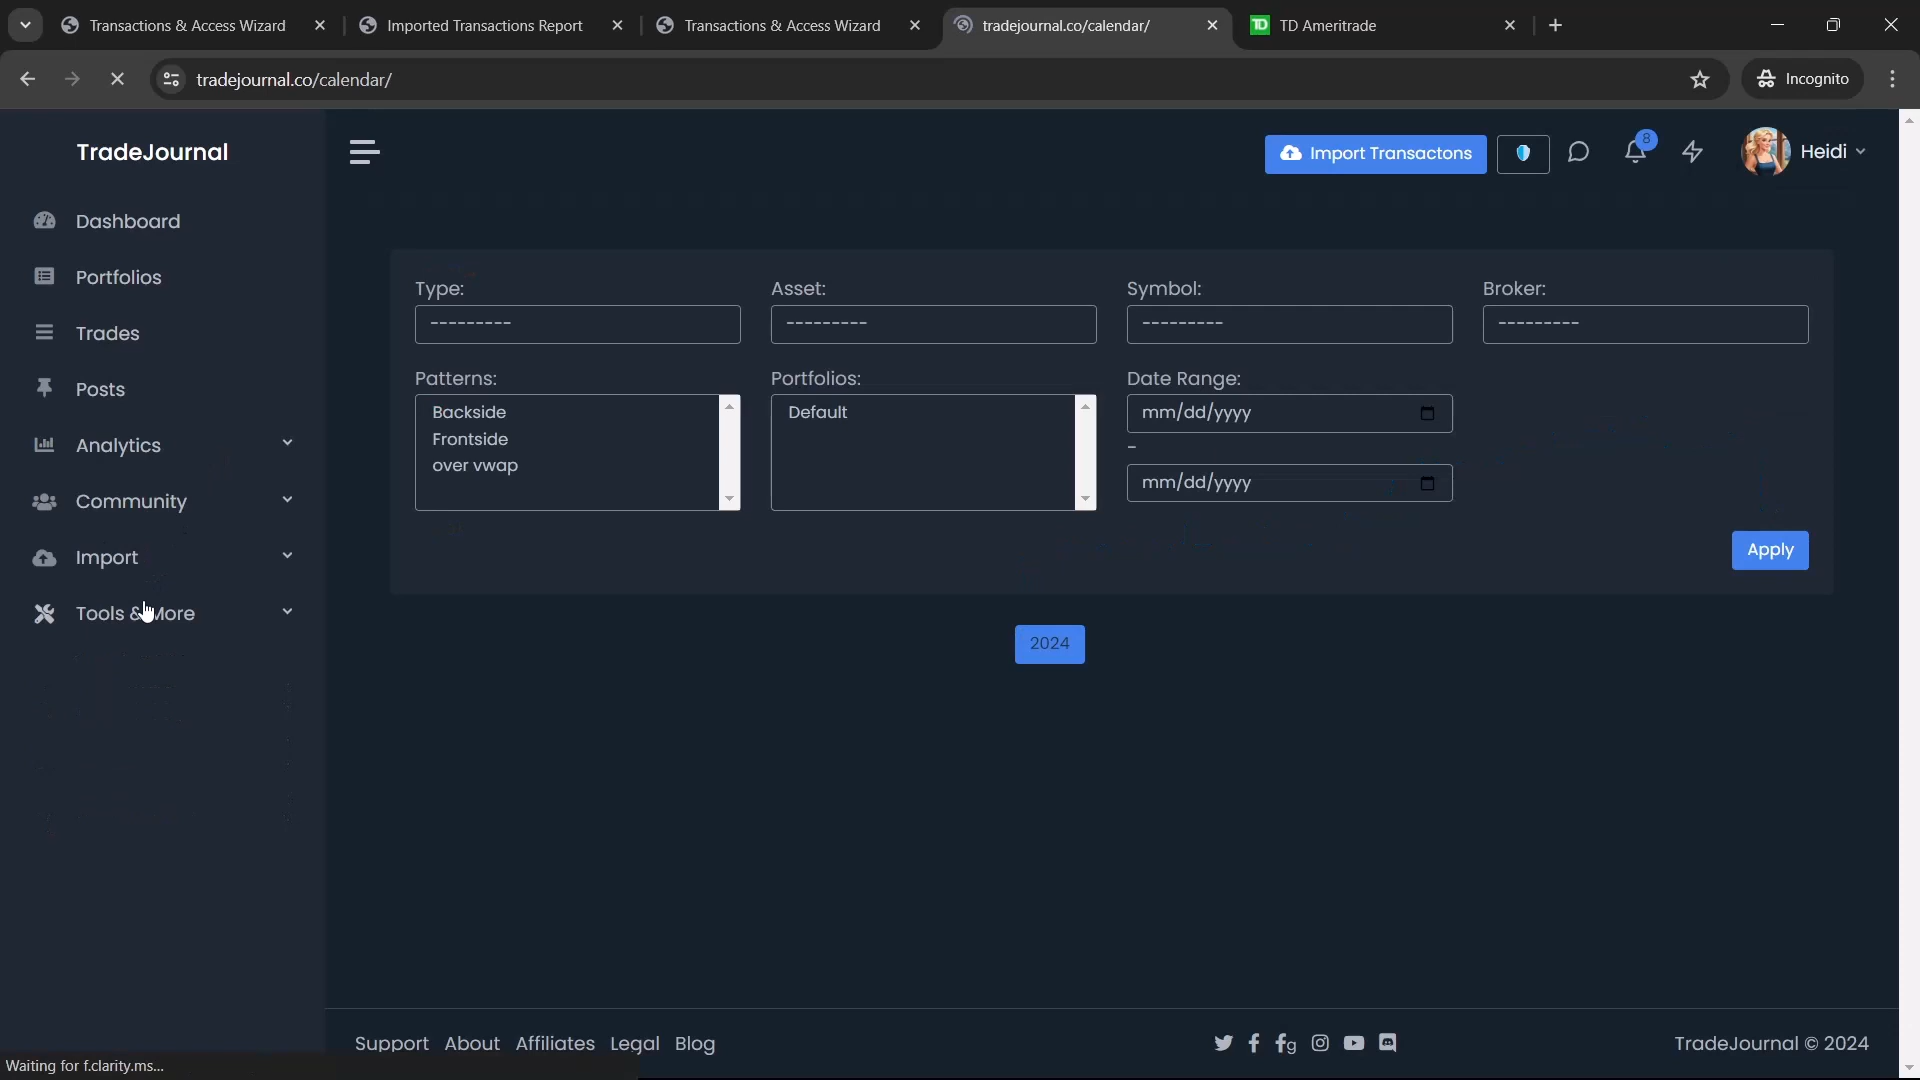 Transactions & Access Wizard
Imported Transactions Report
Transactions & Access Wizard
tradejournal.co/calendar/
TD TD Ameritrade
tradejournal.co/calendar/
Incognito
TradeJournal
Import Transactons
8
Heidi
Dashboard
Portfolios
Trades
Posts
Analytics
Community
Import
Tools & More
Type:
Asset:
Symbol:
Broker:
---------
---------
---------
---------
Patterns:
Portfolios:
Date Range:
Backside
Frontside
over vwap
Default
mm/dd/yyyy
-
mm/dd/yyyy
Apply
2024
Support About Affiliates Legal Blog
TradeJournal © 2024
Waiting for f.clarity.ms...